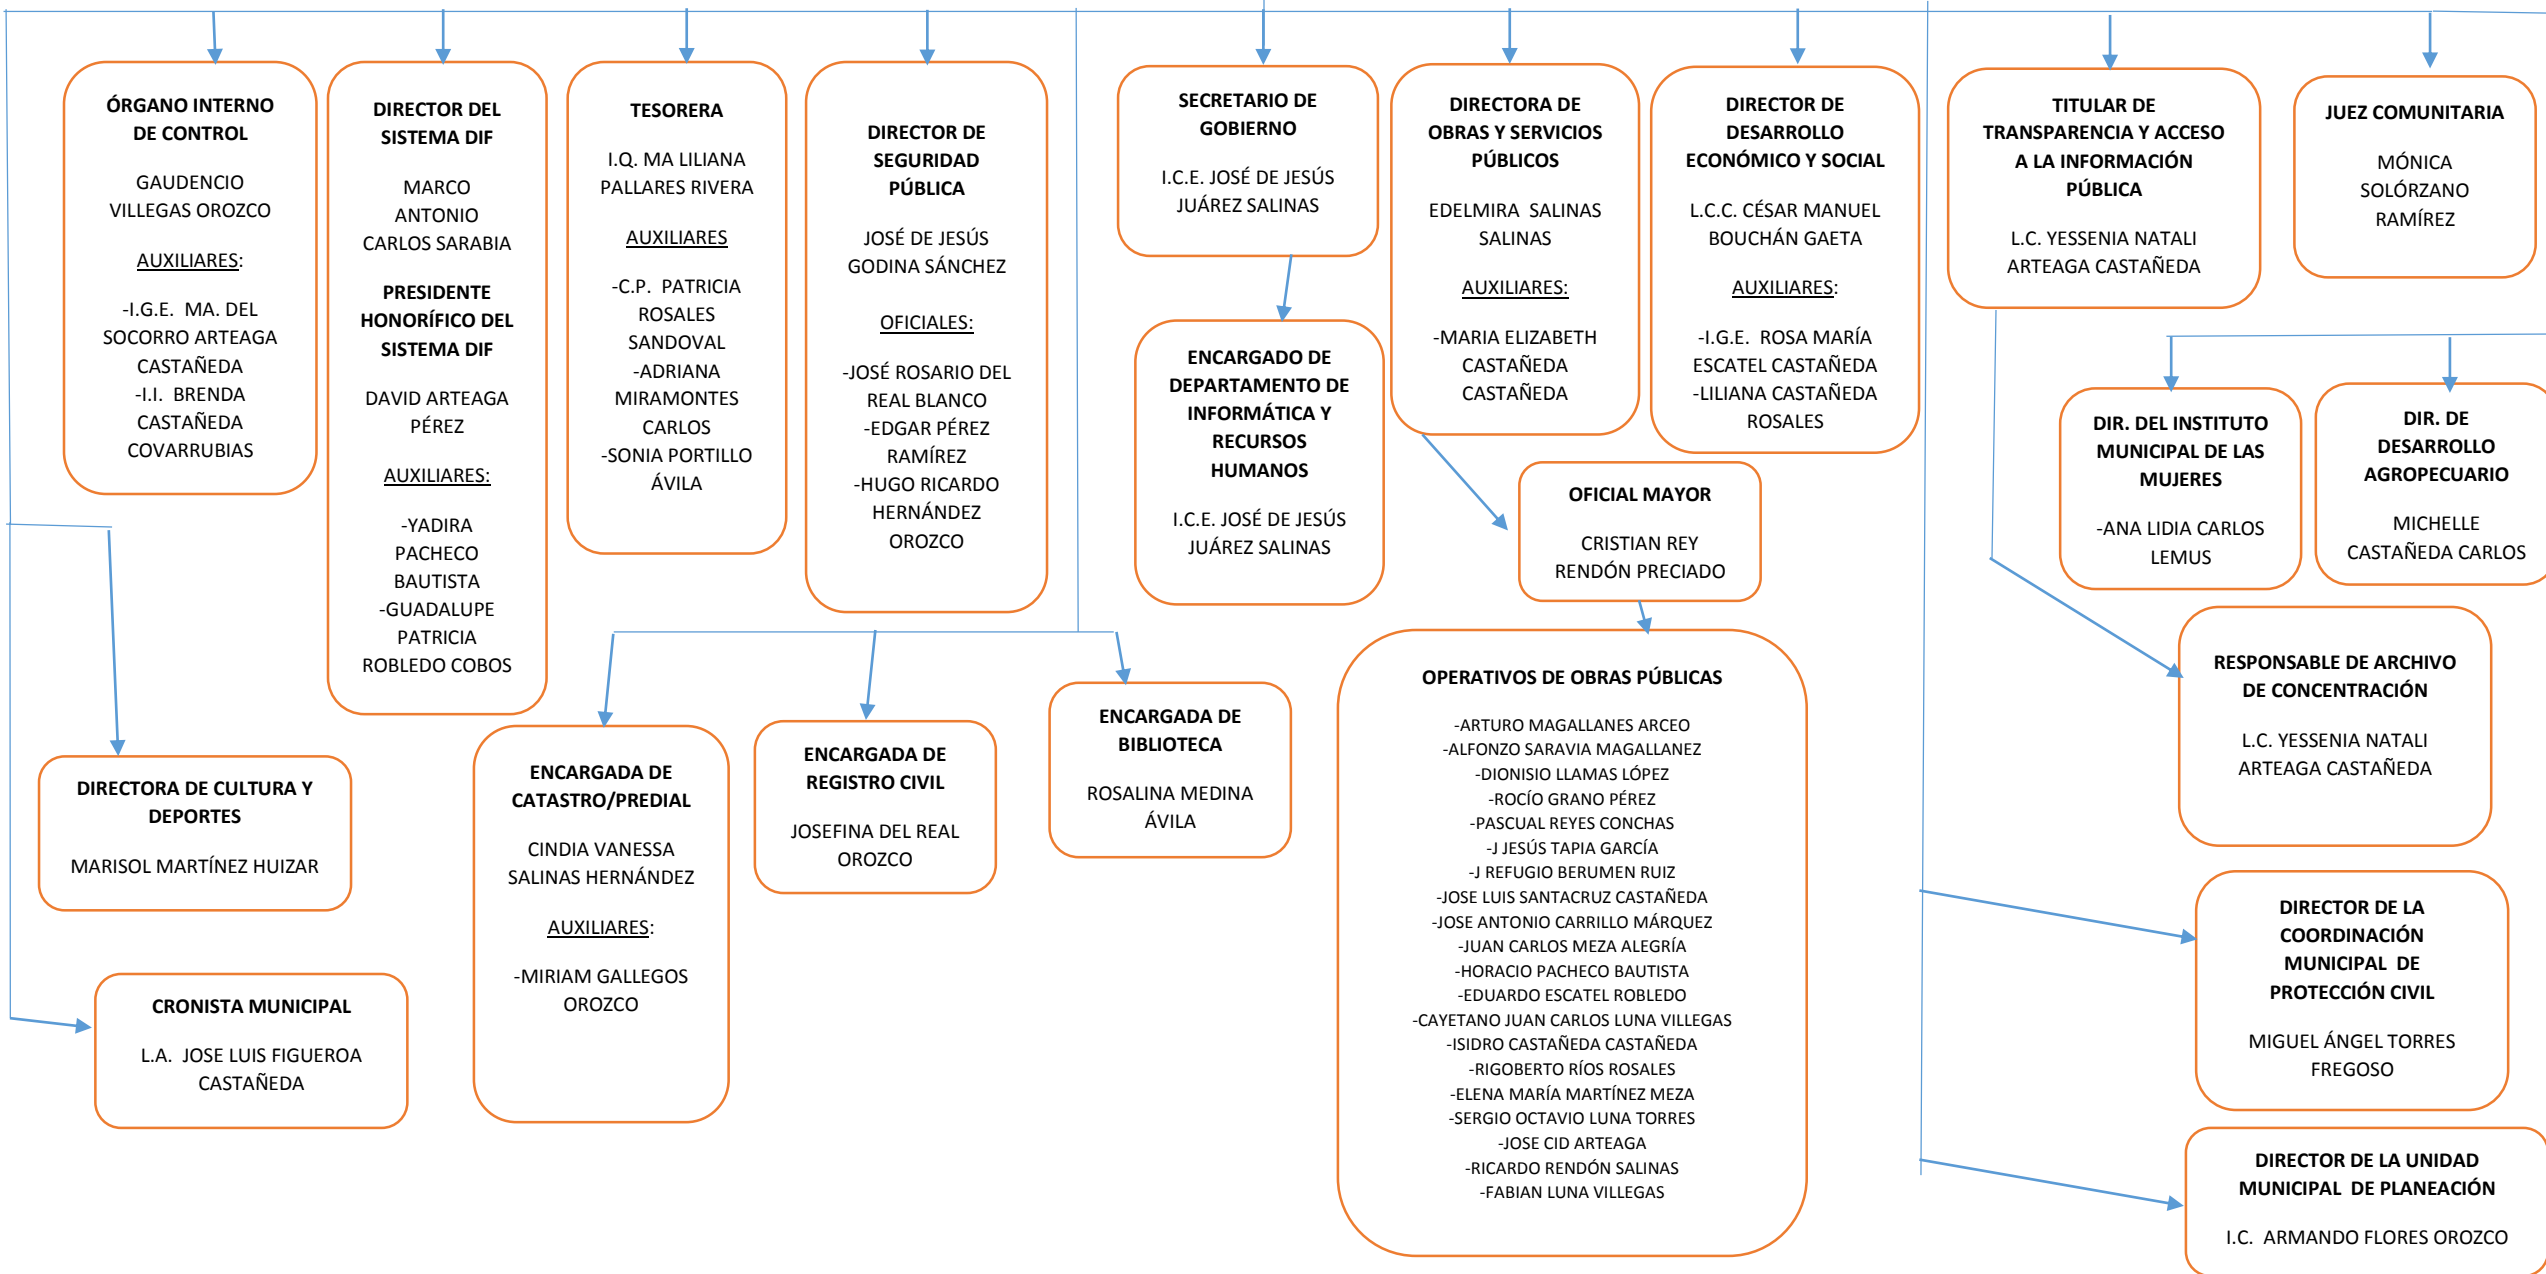 ÓRGANO INTERNO
DE CONTROL
GAUDENCIO
VILLEGAS OROZCO
AUXILIARES:
-I.G.E. MA. DEL
SOCORRO ARTEAGA
CASTAÑEDA
-I.I. BRENDA
CASTAÑEDA
COVARRUBIAS
DIRECTOR DEL
SISTEMA DIF
MARCO
ANTONIO
CARLOS SARABIA
PRESIDENTE
HONORÍFICO DEL
SISTEMA DIF
DAVID ARTEAGA
PÉREZ
AUXILIARES:
-YADIRA
PACHECO
BAUTISTA
-GUADALUPE
PATRICIA
ROBLEDO COBOS
TESORERA
I.Q. MA LILIANA
PALLARES RIVERA
AUXILIARES
-C.P. PATRICIA
ROSALES
SANDOVAL
-ADRIANA
MIRAMONTES
CARLOS
-SONIA PORTILLO
ÁVILA
DIRECTOR DE
SEGURIDAD
PÚBLICA
JOSÉ DE JESÚS
GODINA SÁNCHEZ
OFICIALES:
-JOSÉ ROSARIO DEL
REAL BLANCO
-EDGAR PÉREZ
RAMÍREZ
-HUGO RICARDO
HERNÁNDEZ
OROZCO
SECRETARIO DE
GOBIERNO
I.C.E. JOSÉ DE JESÚS
JUÁREZ SALINAS
ENCARGADO DE
DEPARTAMENTO DE
INFORMÁTICA Y
RECURSOS
HUMANOS
I.C.E. JOSÉ DE JESÚS
JUÁREZ SALINAS
DIRECTORA DE
OBRAS Y SERVICIOS
PÚBLICOS
EDELMIRA SALINAS
SALINAS
AUXILIARES:
-MARIA ELIZABETH
CASTAÑEDA
CASTAÑEDA
DIRECTOR DE
DESARROLLO
ECONÓMICO Y SOCIAL
L.C.C. CÉSAR MANUEL
BOUCHÁN GAETA
AUXILIARES:
-I.G.E. ROSA MARÍA
ESCATEL CASTAÑEDA
-LILIANA CASTAÑEDA
ROSALES
TITULAR DE
TRANSPARENCIA Y ACCESO
A LA INFORMACIÓN
PÚBLICA
L.C. YESSENIA NATALI
ARTEAGA CASTAÑEDA
JUEZ COMUNITARIA
MÓNICA
SOLÓRZANO
RAMÍREZ
DIR. DEL INSTITUTO
MUNICIPAL DE LAS
MUJERES
-ANA LIDIA CARLOS
LEMUS
DIR. DE
DESARROLLO
AGROPECUARIO
MICHELLE
CASTAÑEDA CARLOS
OFICIAL MAYOR
CRISTIAN REY
RENDÓN PRECIADO
OPERATIVOS DE OBRAS PÚBLICAS
-ARTURO MAGALLANES ARCEO
-ALFONZO SARAVIA MAGALLANEZ
-DIONISIO LLAMAS LÓPEZ
-ROCÍO GRANO PÉREZ
-PASCUAL REYES CONCHAS
-J JESÚS TAPIA GARCÍA
-J REFUGIO BERUMEN RUIZ
-JOSE LUIS SANTACRUZ CASTAÑEDA
-JOSE ANTONIO CARRILLO MÁRQUEZ
-JUAN CARLOS MEZA ALEGRÍA
-HORACIO PACHECO BAUTISTA
-EDUARDO ESCATEL ROBLEDO
-CAYETANO JUAN CARLOS LUNA VILLEGAS
-ISIDRO CASTAÑEDA CASTAÑEDA
-RIGOBERTO RÍOS ROSALES
-ELENA MARÍA MARTÍNEZ MEZA
-SERGIO OCTAVIO LUNA TORRES
-JOSE CID ARTEAGA
-RICARDO RENDÓN SALINAS
-FABIAN LUNA VILLEGAS
RESPONSABLE DE ARCHIVO
DE CONCENTRACIÓN
L.C. YESSENIA NATALI
ARTEAGA CASTAÑEDA
DIRECTORA DE CULTURA Y
DEPORTES
MARISOL MARTÍNEZ HUIZAR
ENCARGADA DE
CATASTRO/PREDIAL
CINDIA VANESSA
SALINAS HERNÁNDEZ
AUXILIARES:
-MIRIAM GALLEGOS
OROZCO
ENCARGADA DE
REGISTRO CIVIL
JOSEFINA DEL REAL
OROZCO
ENCARGADA DE
BIBLIOTECA
ROSALINA MEDINA
ÁVILA
CRONISTA MUNICIPAL
L.A. JOSE LUIS FIGUEROA
CASTAÑEDA
DIRECTOR DE LA
COORDINACIÓN
MUNICIPAL DE
PROTECCIÓN CIVIL
MIGUEL ÁNGEL TORRES
FREGOSO
DIRECTOR DE LA UNIDAD
MUNICIPAL DE PLANEACIÓN
I.C. ARMANDO FLORES OROZCO